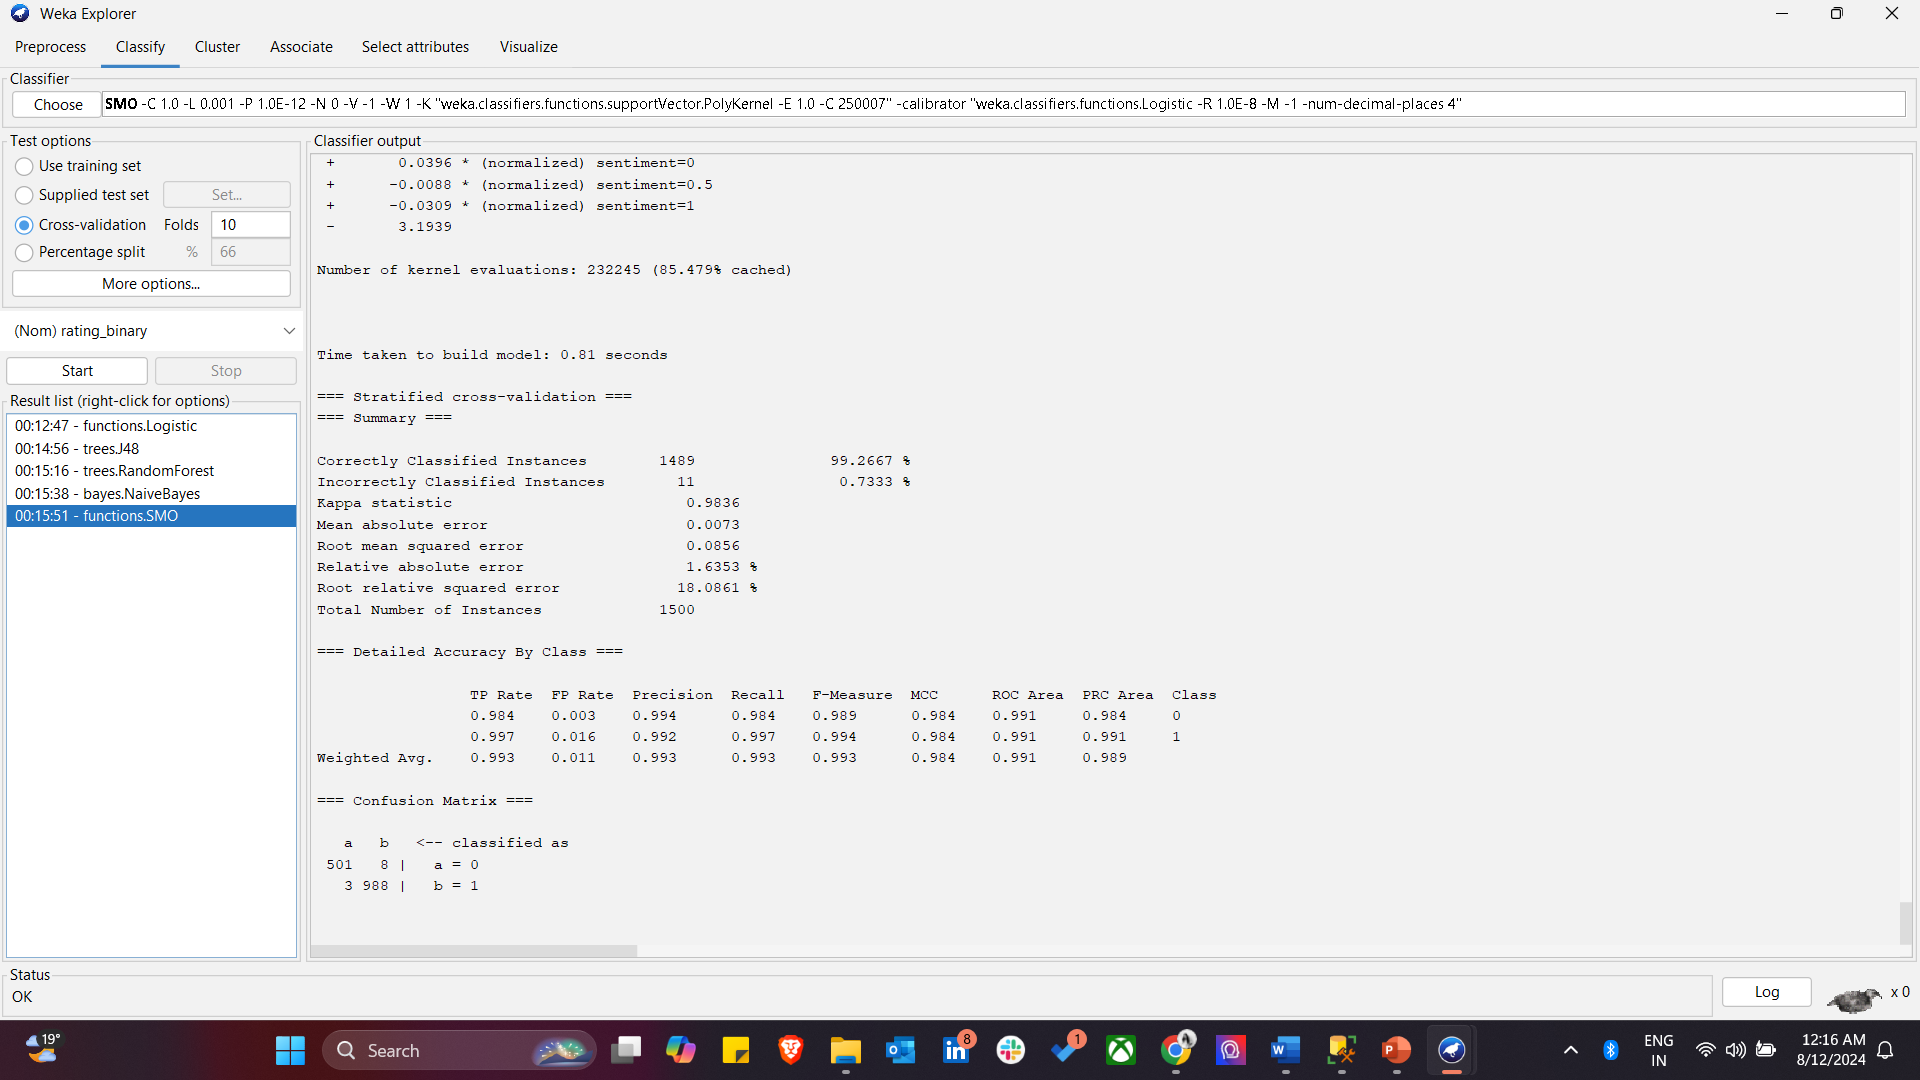 Weka Explorer
Preprocess Classify Cluster Associate Select attributes Visualize
Classifier
Choose SMO -C 1.0 -L 0.001 -P 1.0E-12 -N 0 -V -1 -W 1 -K "weka.classifiers.functions.supportVector.PolyKernel -E 1.0 -C 250007" -calibrator "weka.classifiers.functions.Logistic -R 1.0E-8 -M -1 -num-decimal-places 4"
Test options
Use training set
Supplied test set Set...
Cross-validation Folds 10
Percentage split % 66
More options...
(Nom) rating_binary
Start Stop
Result list (right-click for options)
00:12:47 - functions.Logistic
00:14:56 - trees.J48
00:15:16 - trees.RandomForest
00:15:38 - bayes.NaiveBayes
00:15:51 - functions.SMO
Classifier output
+ 0.0396 * (normalized) sentiment=0
+ -0.0088 * (normalized) sentiment=0.5
+ -0.0309 * (normalized) sentiment=1
- 3.1939
Number of kernel evaluations: 232245 (85.479% cached)
Time taken to build model: 0.81 seconds
=== Stratified cross-validation ===
=== Summary ===
Correctly Classified Instances 1489 99.2667 %
Incorrectly Classified Instances 11 0.7333 %
Kappa statistic 0.9836
Mean absolute error 0.0073
Root mean squared error 0.0856
Relative absolute error 1.6353 %
Root relative squared error 18.0861 %
Total Number of Instances 1500
=== Detailed Accuracy By Class ===
TP Rate FP Rate Precision Recall F-Measure MCC ROC Area PRC Area Class
0.984 0.003 0.994 0.984 0.989 0.984 0.991 0.984 0
0.997 0.016 0.992 0.997 0.994 0.984 0.991 0.991 1
Weighted Avg. 0.993 0.011 0.993 0.993 0.993 0.984 0.991 0.989
=== Confusion Matrix ===
a b <-- classified as
501 8 | a = 0
3 988 | b = 1
Status
OK
Log x 0
19°
Search
8
1
ENG
IN
12:16 AM
8/12/2024